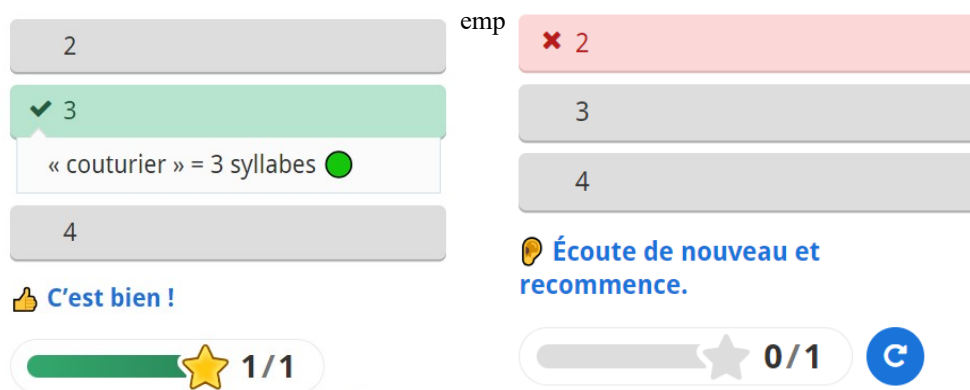 2
3
« couturier » = 3 syllabes
4
C'est bien !
1/1
emp
2
3
4
Écoute de nouveau et
recommence.
0/1